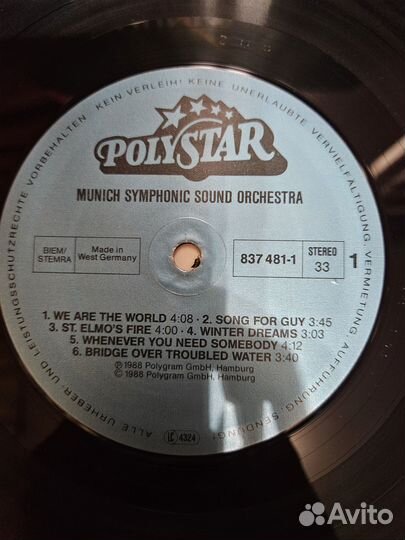 ALLE URHEBER- UND LEISTUNGSSCHUTZRECHTE VORBEHALTEN · KEIN VERLEIH! KEINE UNERLAUBTE VERVIELFÄLTIGUNG, VERMIETUNG, AUFFÜHRUNG, SENDUNG!
POLYSTAR
MUNICH SYMPHONIC SOUND ORCHESTRA
BIEM/
STEMRA
Made in
West Germany
837 481-1
STEREO
33
1
1. WE ARE THE WORLD 4:08 · 2. SONG FOR GUY 3:45
3. ST. ELMO'S FIRE 4:00 · 4. WINTER DREAMS 3:03
5. WHENEVER YOU NEED SOMEBODY 4:12
6. BRIDGE OVER TROUBLED WATER 3:40
Ⓟ 1988 Polygram GmbH, Hamburg
© 1988 Polygram GmbH, Hamburg
LC 4324
Avito